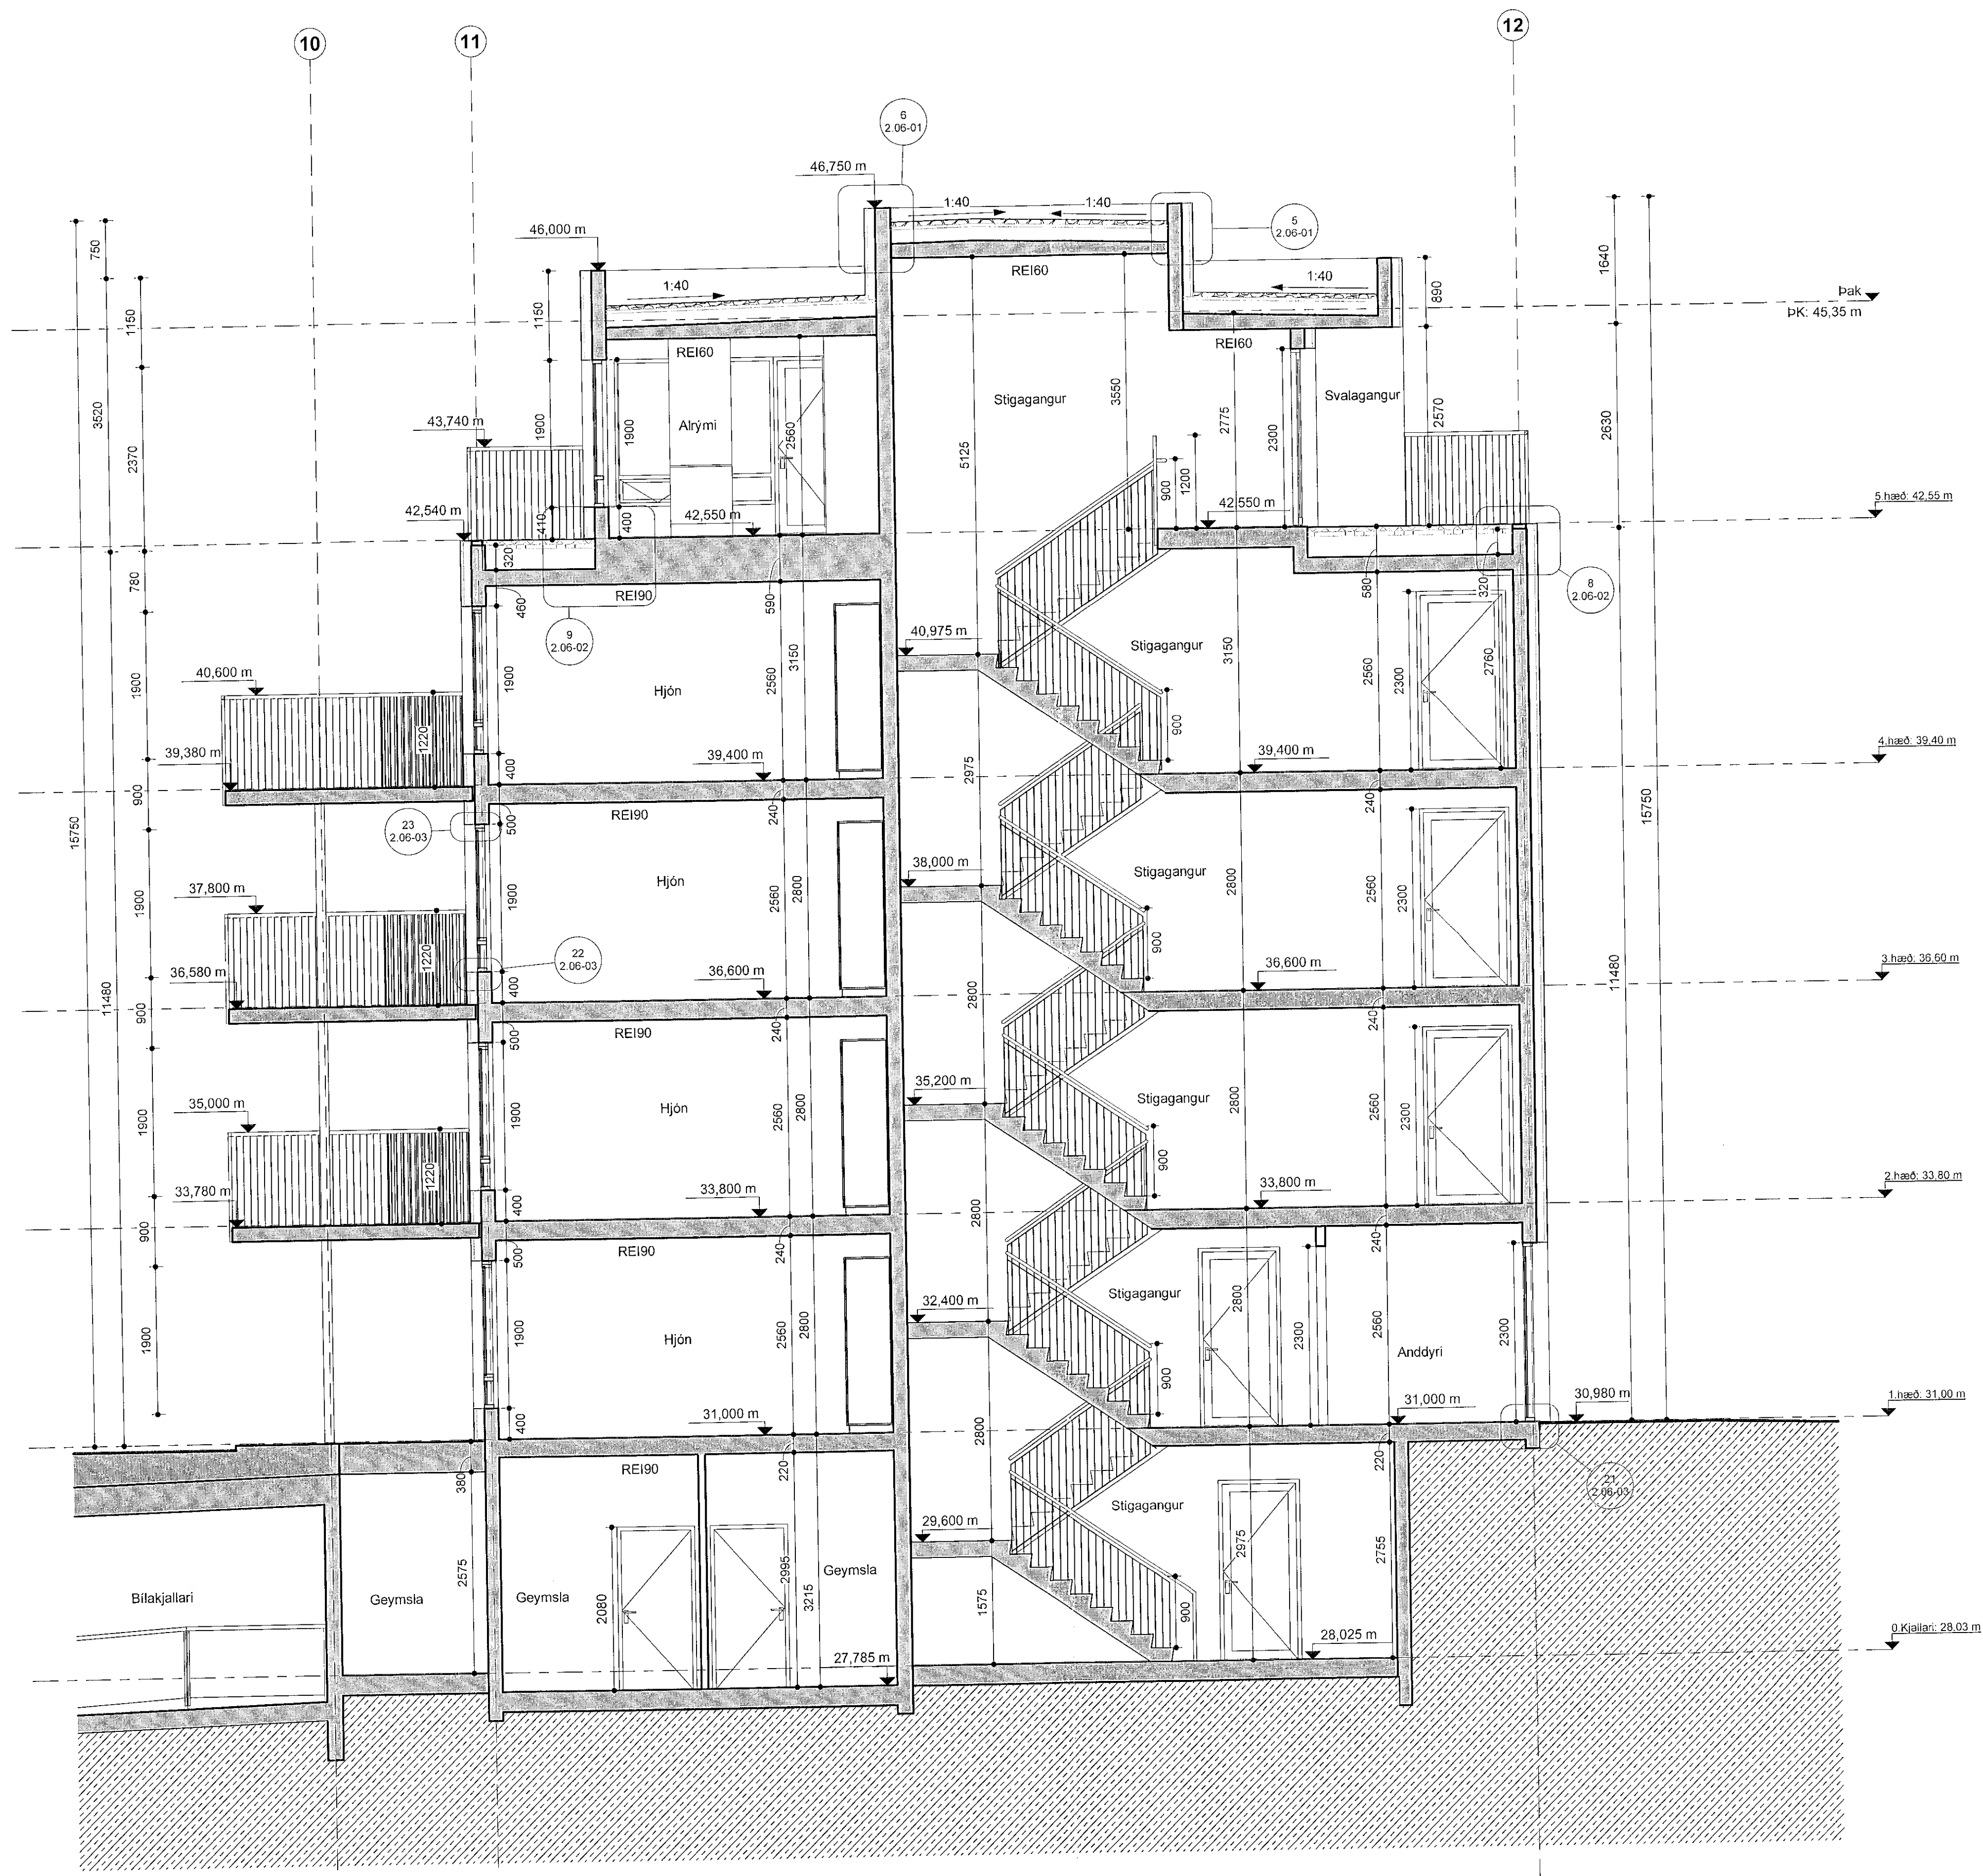 10
11
12
6
2.06-01
46,750 m
1:40
1:40
5
2.06-01
46,000 m
REI60
1:40
1:40
750
1150
1150
1640
890
Þak
ÞK: 45,35 m
REI60
REI60
3520
43,740 m
1900
1900
Alrými
2560
Stigagangur
3550
2775
2300
Svalagangur
2570
2630
2370
5125
900
1200
42,540 m
410
400
42,550 m
42,550 m
5.hæð: 42,55 m
320
780
460
REI90
590
580
320
8
2.06-02
9
2.06-02
40,975 m
Stigagangur
3150
3150
2560
2560
2300
2760
40,600 m
1900
1900
Hjón
1220
900
39,380 m
400
39,400 m
39,400 m
4.hæð: 39,40 m
2975
900
15750
15750
23
2.06-03
500
REI90
240
240
38,000 m
Stigagangur
37,800 m
1900
1900
Hjón
2560
2800
2800
2560
2300
1220
900
22
2.06-03
36,580 m
400
36,600 m
36,600 m
3.hæð: 36,60 m
11480
11480
900
500
REI90
240
2800
240
35,200 m
Stigagangur
35,000 m
1900
1900
Hjón
2560
2800
2800
2560
2300
1220
900
33,780 m
400
33,800 m
33,800 m
2.hæð: 33,80 m
900
500
REI90
240
2800
240
32,400 m
Stigagangur
2800
2300
2560
2300
1900
1900
Hjón
2560
2800
Anddyri
900
400
31,000 m
31,000 m
30,980 m
1.hæð: 31,00 m
380
REI90
220
2800
220
21
2.06-03
Stigagangur
29,600 m
2975
2755
Bílakjallari
Geymsla
2575
Geymsla
2080
2995
3215
Geymsla
1575
900
28,025 m
0.Kjallari: 28,03 m
27,785 m